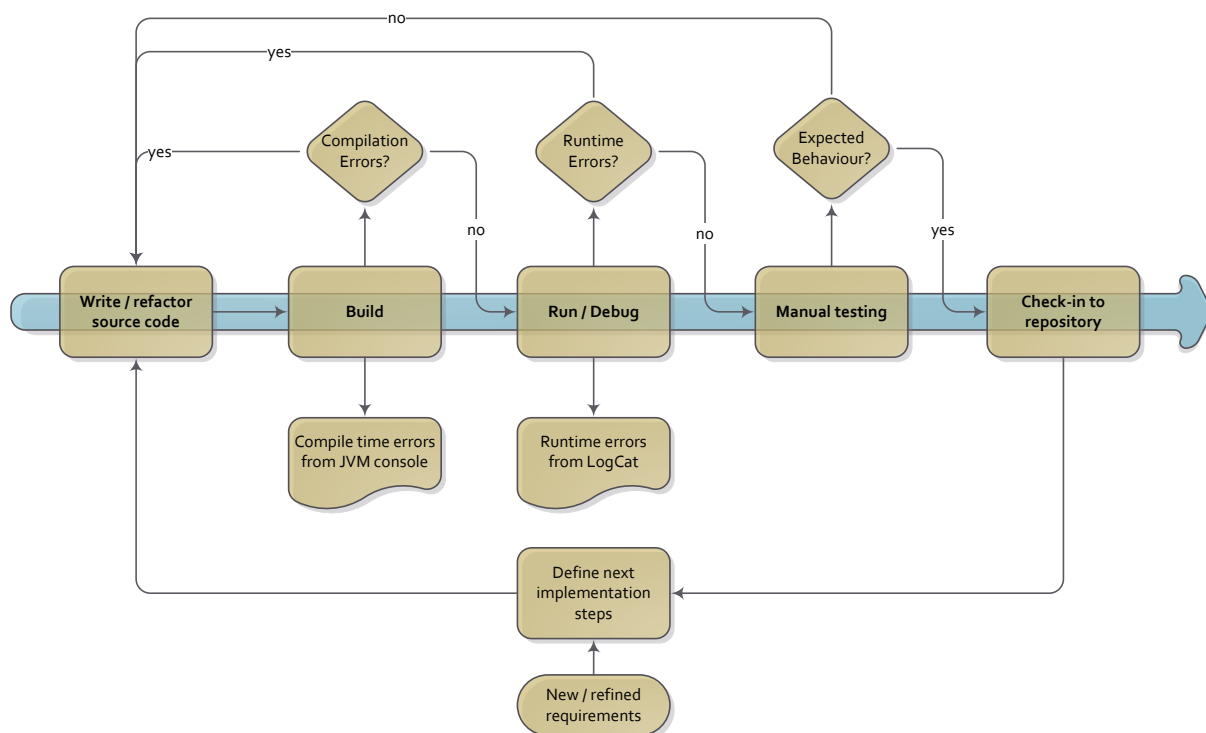 no
yes
Compilation
Errors?
yes
Runtime
Errors?
Expected
Behaviour?
no
no
yes
Write / refactor
source code
Build
Run / Debug
Manual testing
Check-in to
repository
Compile time errors
from JVM console
Runtime errors
from LogCat
Define next
implementation
steps
New / refined
requirements